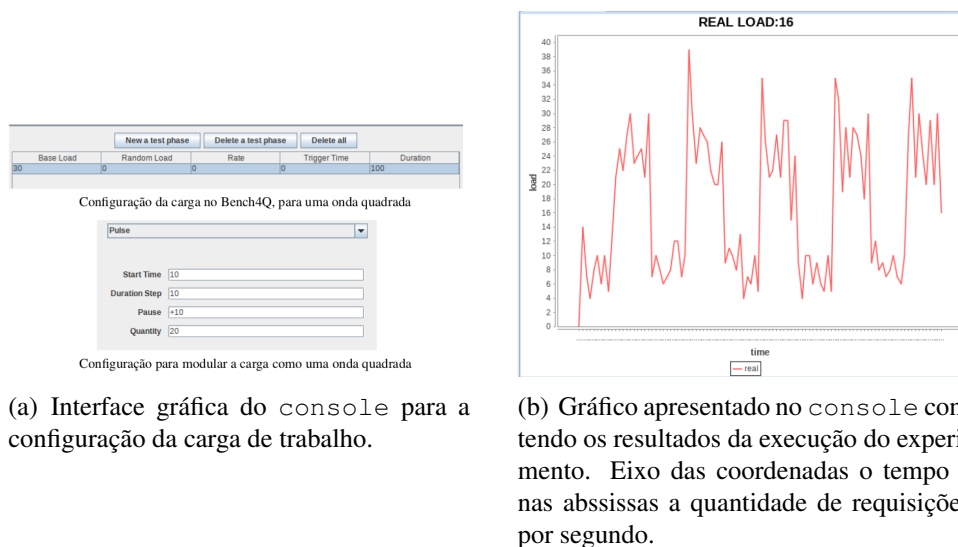 New a test phase Delete a test phase Delete all
Base Load Random Load Rate Trigger Time Duration
30 0 0 0 100
Configuração da carga no Bench4Q, para uma onda quadrada
Pulse
Start Time 10
Duration Step 10
Pause +10
Quantity 20
Configuração para modular a carga como uma onda quadrada
(a) Interface gráfica do console para a
configuração da carga de trabalho.
REAL LOAD:16
40
38
36
34
32
30
28
26
24
22
20
18
16
14
12
10
8
6
4
2
0
load
time
real
(b) Gráfico apresentado no console con
tendo os resultados da execução do experi
mento. Eixo das coordenadas o tempo
nas abssissas a quantidade de requisiçõe
por segundo.